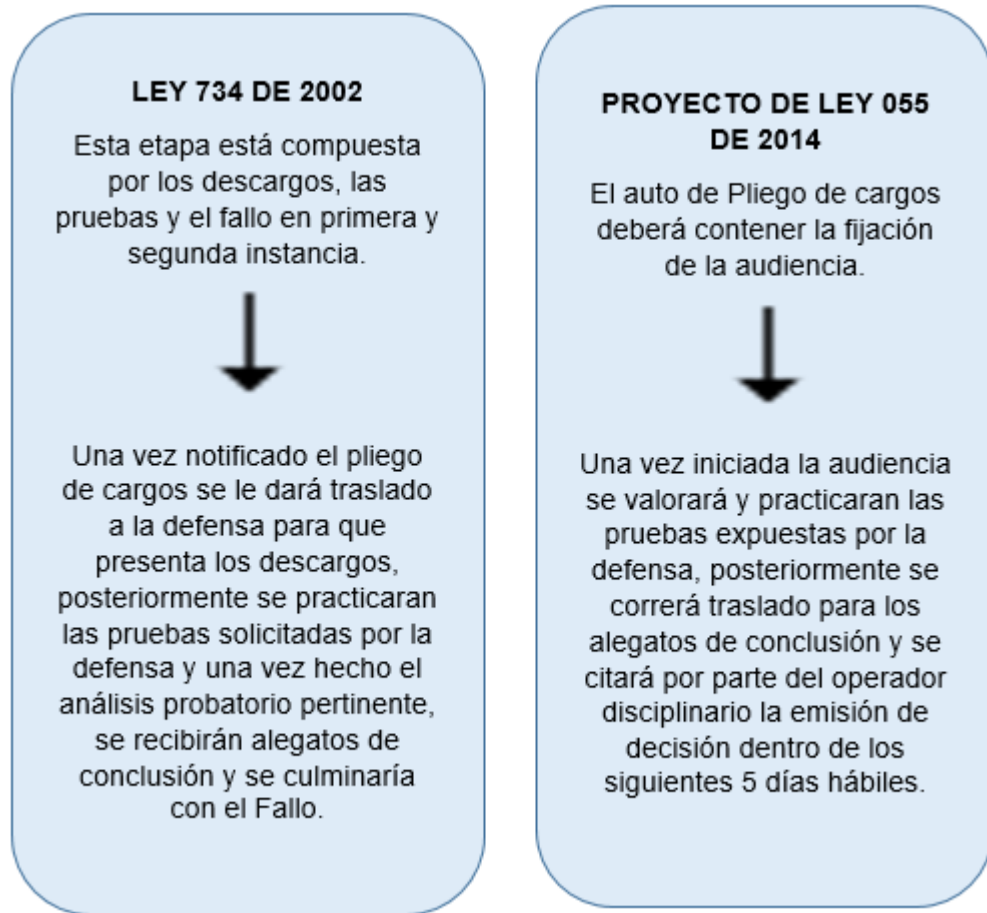 LEY 734 DE 2002
Esta etapa está compuesta
por los descargos, las
pruebas y el fallo en primera y
segunda instancia.
Una vez notificado el pliego
de cargos se le dará traslado
a la defensa para que
presenta los descargos,
posteriormente se practicaran
las pruebas solicitadas por la
defensa y una vez hecho el
análisis probatorio pertinente,
se recibirán alegatos de
conclusión y se culminaría
con el Fallo.
PROYECTO DE LEY 055
DE 2014
El auto de Pliego de cargos
deberá contener la fijación
de la audiencia.
Una vez iniciada la audiencia
se valorará y practicaran las
pruebas expuestas por la
defensa, posteriormente se
correrá traslado para los
alegatos de conclusión y se
citará por parte del operador
disciplinario la emisión de
decisión dentro de los
siguientes 5 días hábiles.